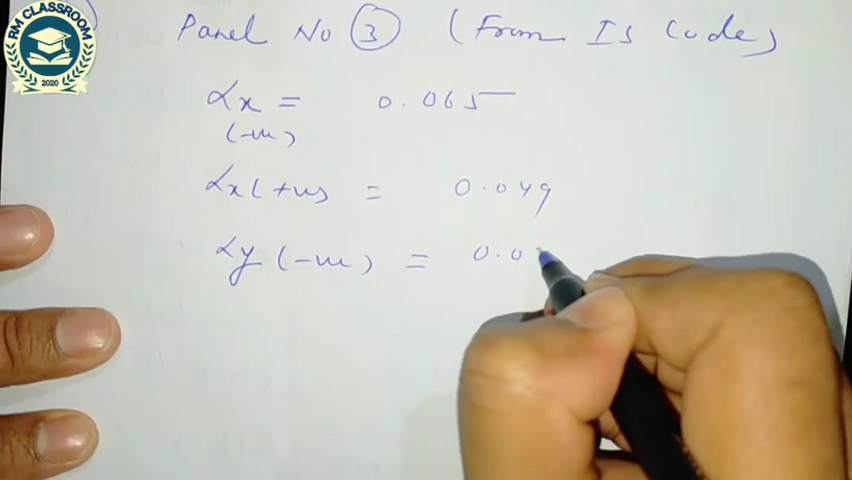 RM CLASSROOM
2020
Panel No 3 (From Is Code)
αx = 0.065
(-ve)
αx(+ve) = 0.049
αy (-ve) = 0.0